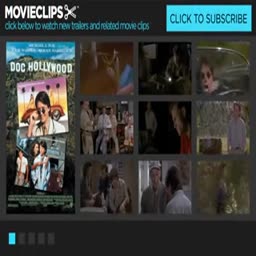 MOVIECLIPS
click below to watch new trailers and related movie clips
CLICK TO SUBSCRIBE
DOC HOLLYWOOD